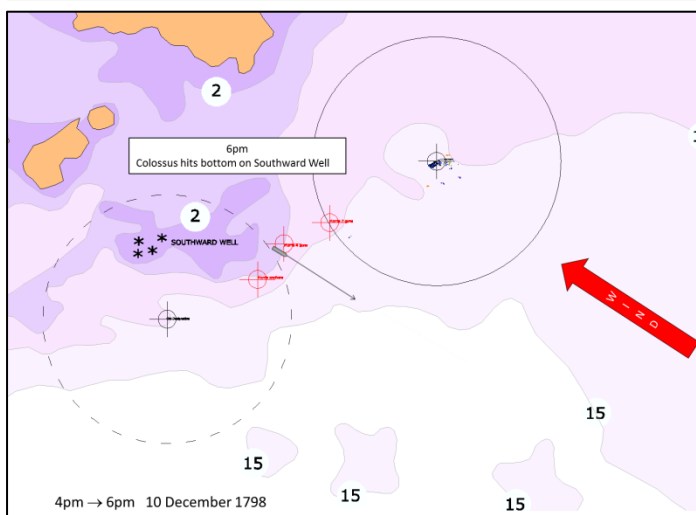 2
6pm
Colossus hits bottom on Southward Well
2
SOUTHWARD WELL
WIND
15
15
15
15
4pm → 6pm 10 December 1798